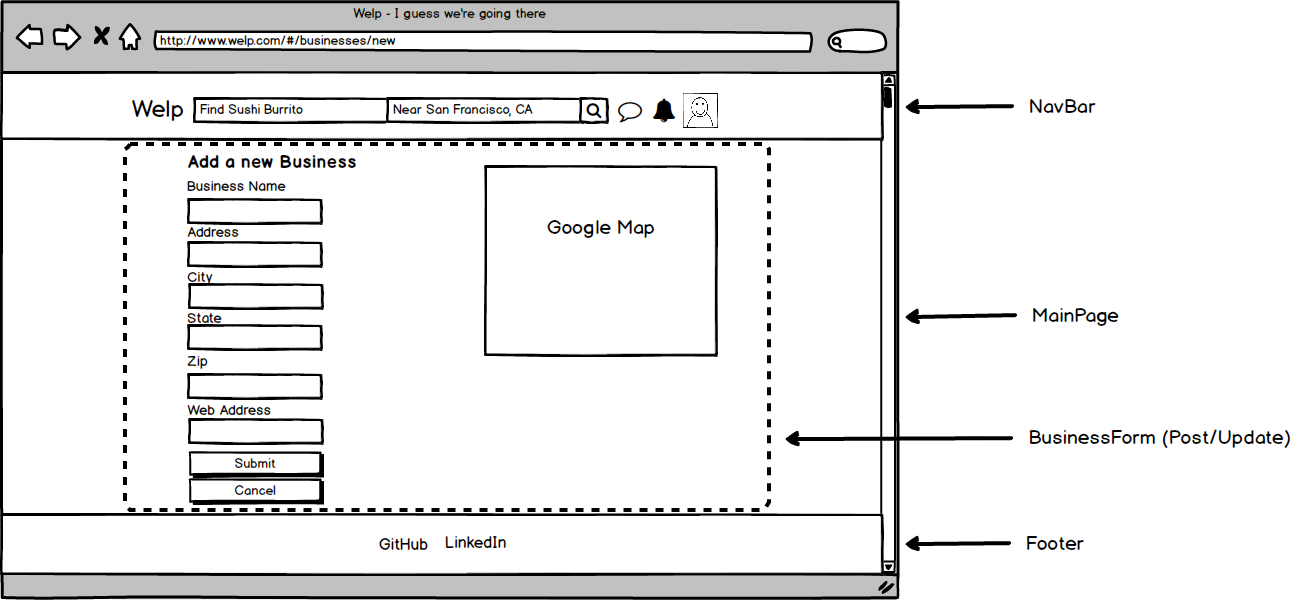 Welp - I guess we're going there
http://www.welp.com/#/businesses/new
Welp Find Sushi Burrito Near San Francisco, CA
NavBar
Add a new Business
Business Name
Address
City
State
Zip
Web Address
Submit
Cancel
Google Map
MainPage
BusinessForm (Post/Update)
GitHub LinkedIn
Footer